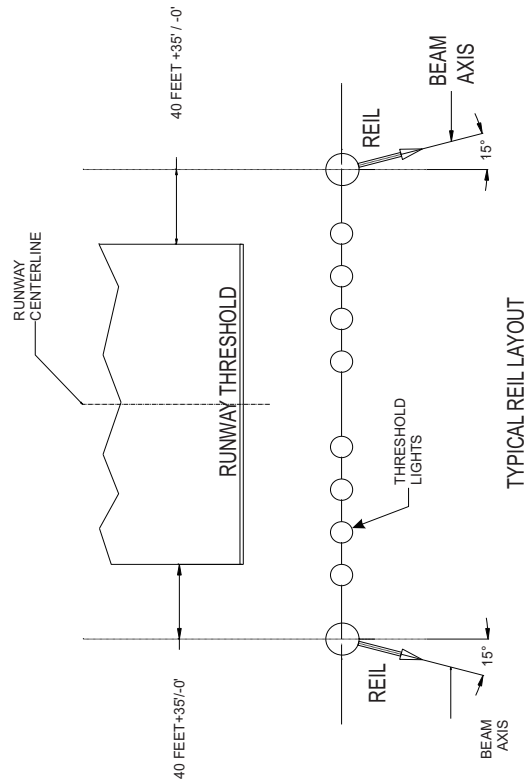 40 FEET+35'/-0'
RUNWAY
CENTERLINE
40 FEET +35' / -0'
RUNWAY THRESHOLD
REIL
THRESHOLD
LIGHTS
REIL
BEAM
AXIS
15°
BEAM
AXIS
15°
TYPICAL REIL LAYOUT